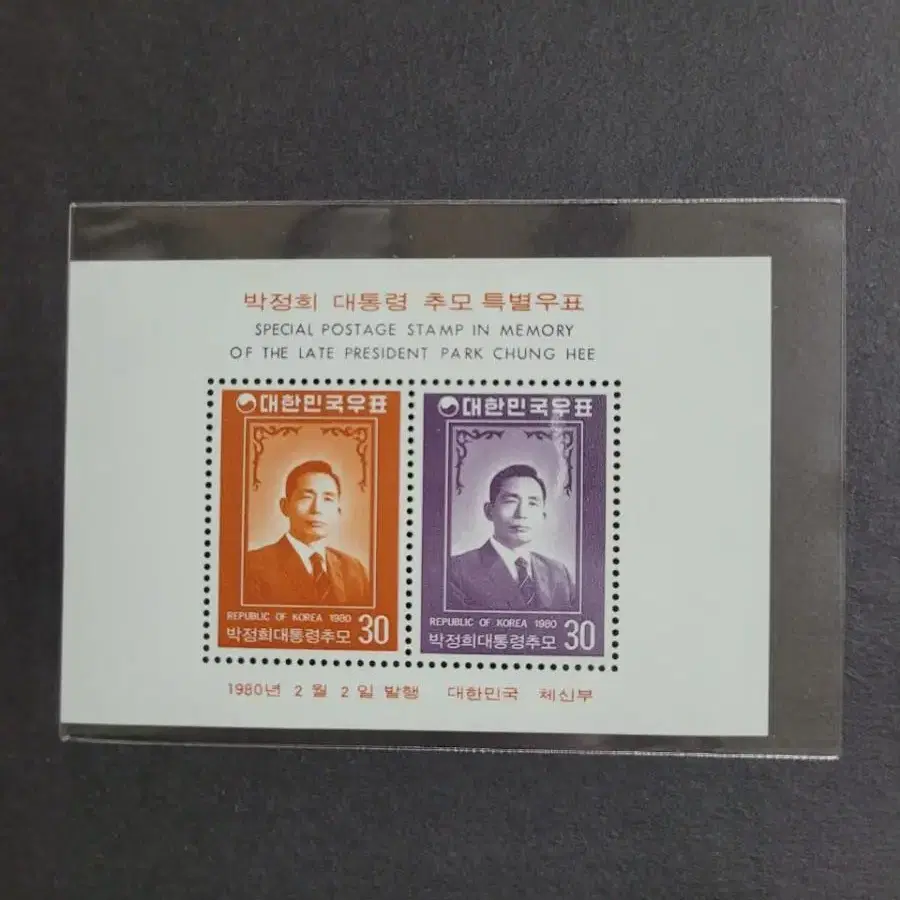 박정희 대통령 추모 특별우표
SPECIAL POSTAGE STAMP IN MEMORY
OF THE LATE PRESIDENT PARK CHUNG HEE
대한민국우표
REPUBLIC OF KOREA 1980
박정희대통령추모 30
대한민국우표
REPUBLIC OF KOREA 1980
박정희대통령추모 30
1980년 2 월 2 일 발행 대한민국 체신부